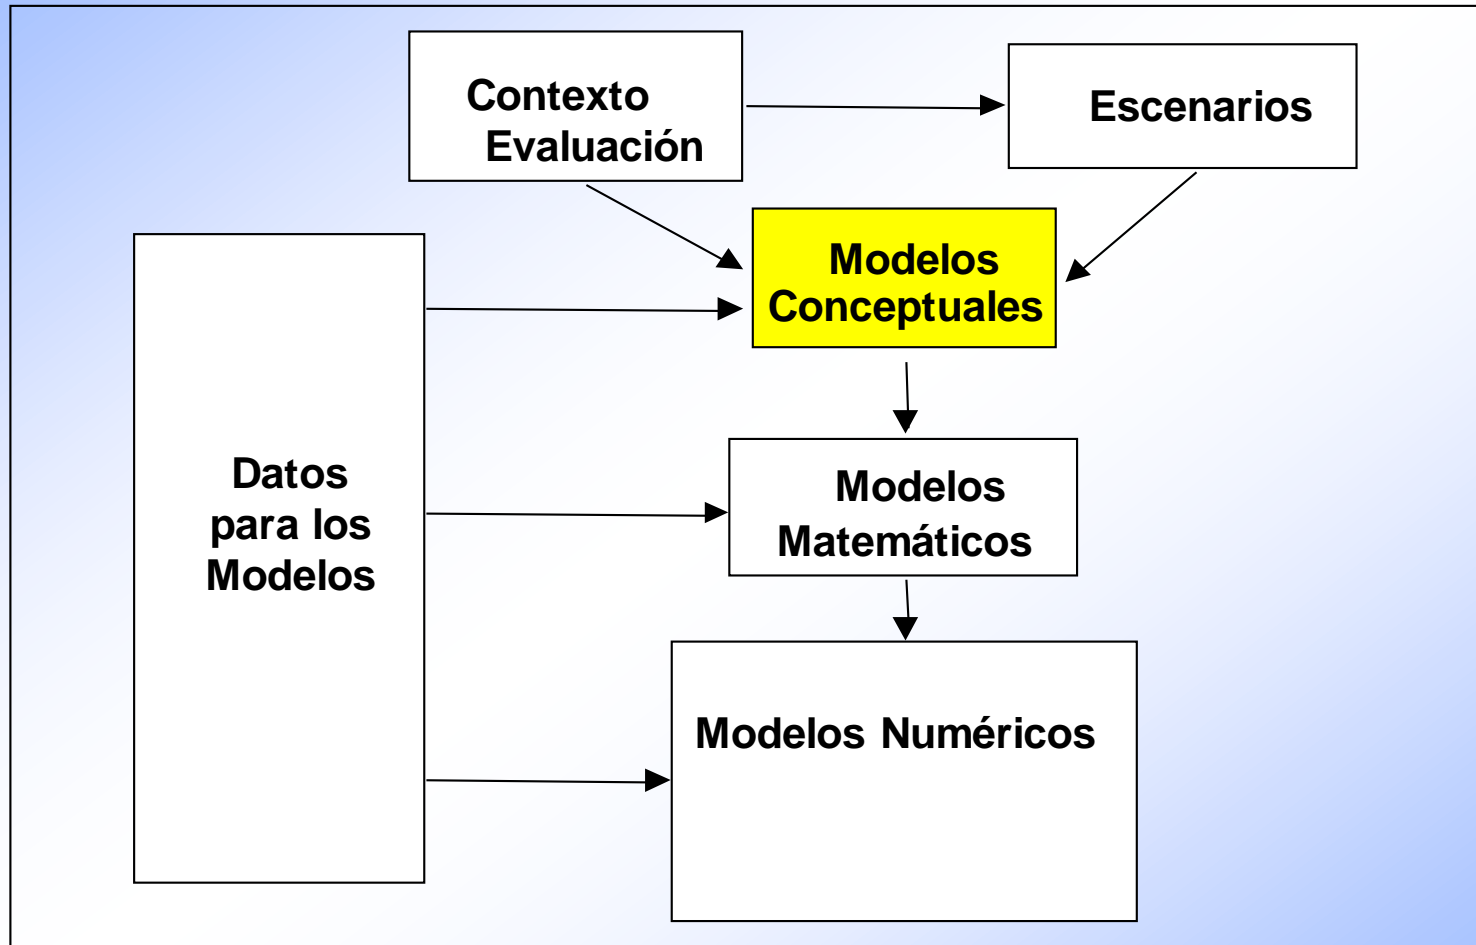 Contexto
Evaluación
Escenarios
Modelos
Conceptuales
Datos
para los
Modelos
Modelos
Matemáticos
Modelos Numéricos